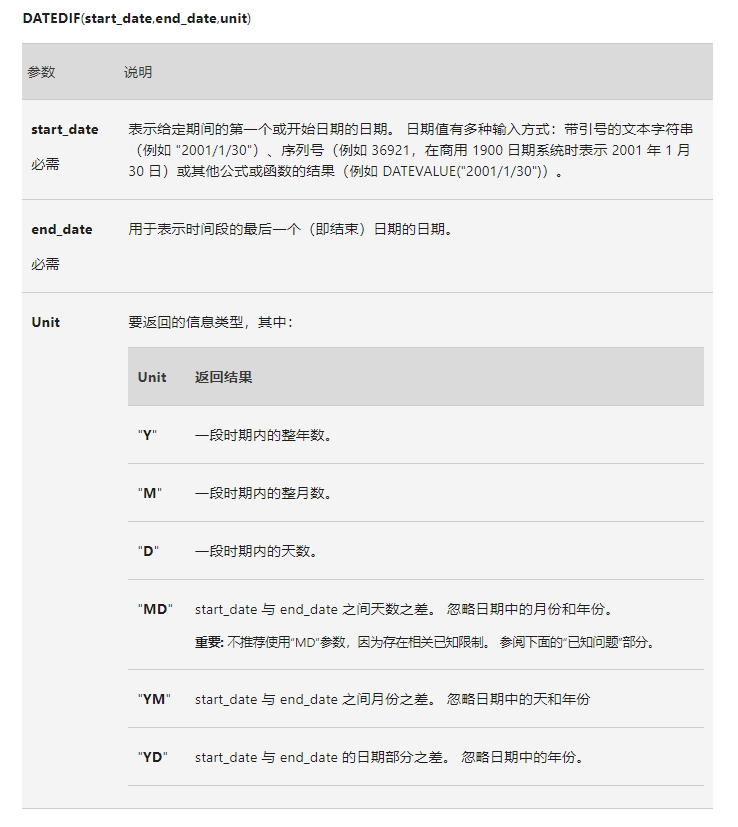 DATEDIF(start_date,end_date,unit)
参数 说明
start_date 表示给定期间的第一个或开始日期的日期。 日期值有多种输入方式：带引号的文本字符串
（例如 "2001/1/30"）、序列号（例如 36921，在商用 1900 日期系统时表示 2001 年 1 月
必需
30 日）或其他公式或函数的结果（例如 DATEVALUE("2001/1/30")）。
end_date 用于表示时间段的最后一个（即结束）日期的日期。
必需
Unit 要返回的信息类型，其中：
Unit 返回结果
"Y" 一段时期内的整年数。
"M" 一段时期内的整月数。
"D" 一段时期内的天数。
"MD" start_date 与 end_date 之间天数之差。 忽略日期中的月份和年份。
重要: 不推荐使用"MD"参数，因为存在相关已知限制。 参阅下面的"已知问题"部分。
"YM" start_date 与 end_date 之间月份之差。 忽略日期中的天和年份
"YD" start_date 与 end_date 的日期部分之差。 忽略日期中的年份。